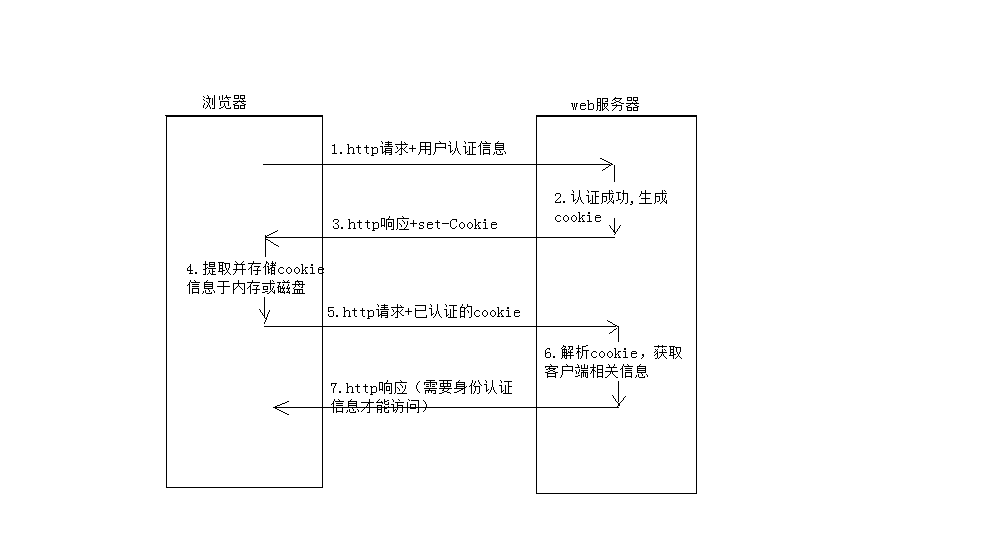 浏览器
web服务器
1.http请求+用户认证信息
2.认证成功,生成
cookie
3.http响应+set-Cookie
4.提取并存储cookie
信息于内存或磁盘
5.http请求+已认证的cookie
6.解析cookie，获取
客户端相关信息
7.http响应（需要身份认证
信息才能访问）